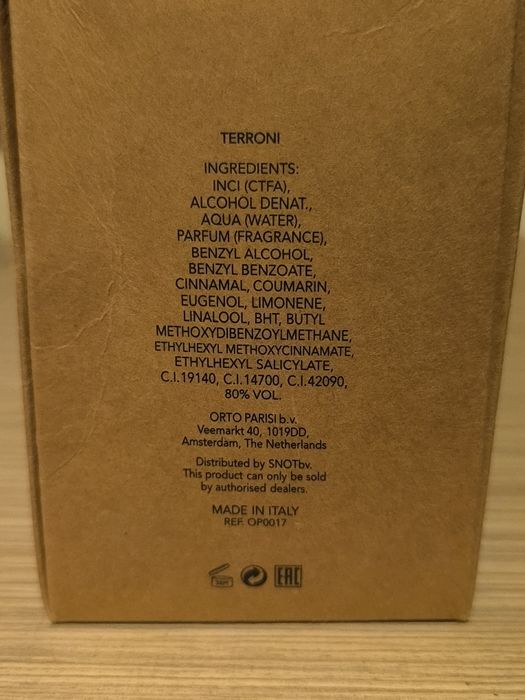 TERRONI
INGREDIENTS:
INCI (CTFA),
ALCOHOL DENAT.,
AQUA (WATER),
PARFUM (FRAGRANCE),
BENZYL ALCOHOL,
BENZYL BENZOATE,
CINNAMAL, COUMARIN,
EUGENOL, LIMONENE,
LINALOOL, BHT, BUTYL
METHOXYDIBENZOYLMETHANE,
ETHYLHEXYL METHOXYCINNAMATE,
ETHYLHEXYL SALICYLATE,
C.I.19140, C.I.14700, C.I.42090,
80% VOL.
ORTO PARISI b.v.
Veemarkt 40, 1019DD,
Amsterdam, The Netherlands
Distributed by SNOTbv.
This product can only be sold
by authorised dealers.
MADE IN ITALY
REF. OP0017
EAC